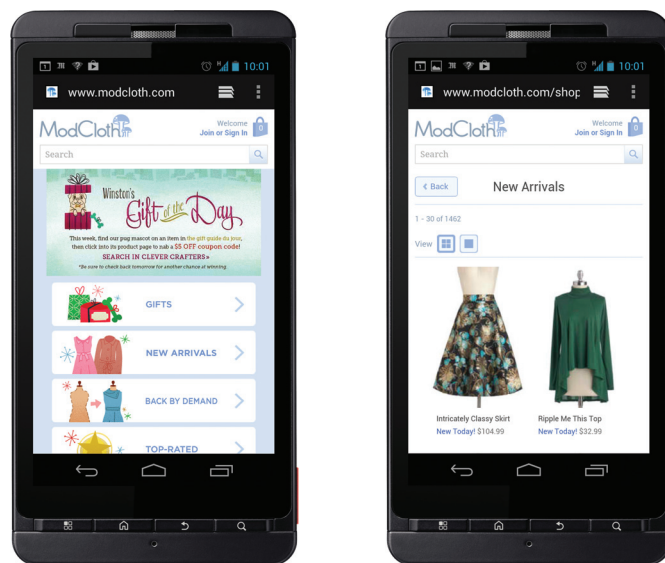 10:01
www.modcloth.com
ModCloth
Welcome
Join or Sign In
0
Search
Winston's
Gift of the Day
This week, find our pug mascot on an item in the gift guide du jour,
then click into its product page to nab a $5 OFF coupon code!
SEARCH IN CLEVER CRAFTERS»
*Be sure to check back tomorrow for another chance at winning.
GIFTS
NEW ARRIVALS
BACK BY DEMAND
TOP-RATED
10:01
www.modcloth.com/shop
ModCloth
Welcome
Join or Sign In
0
Search
Back
New Arrivals
1 - 30 of 1462
View
Intricately Classy Skirt
New Today! $104.99
Ripple Me This Top
New Today! $32.99